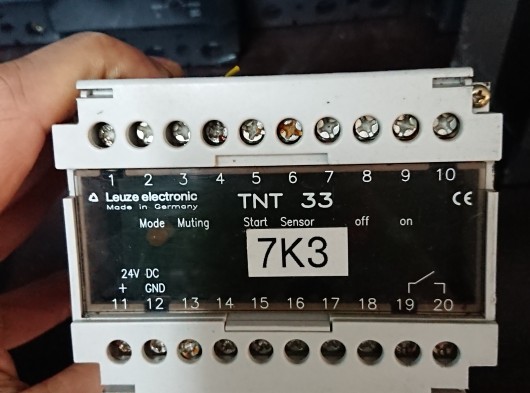 1 2 3 4 5 6 7 8 9 10
Leuze electronic TNT 33 CE
Made in Germany
Mode Muting Start Sensor off on
7K3
24V DC
+ GND
11 12 13 14 15 16 17 18 19 20